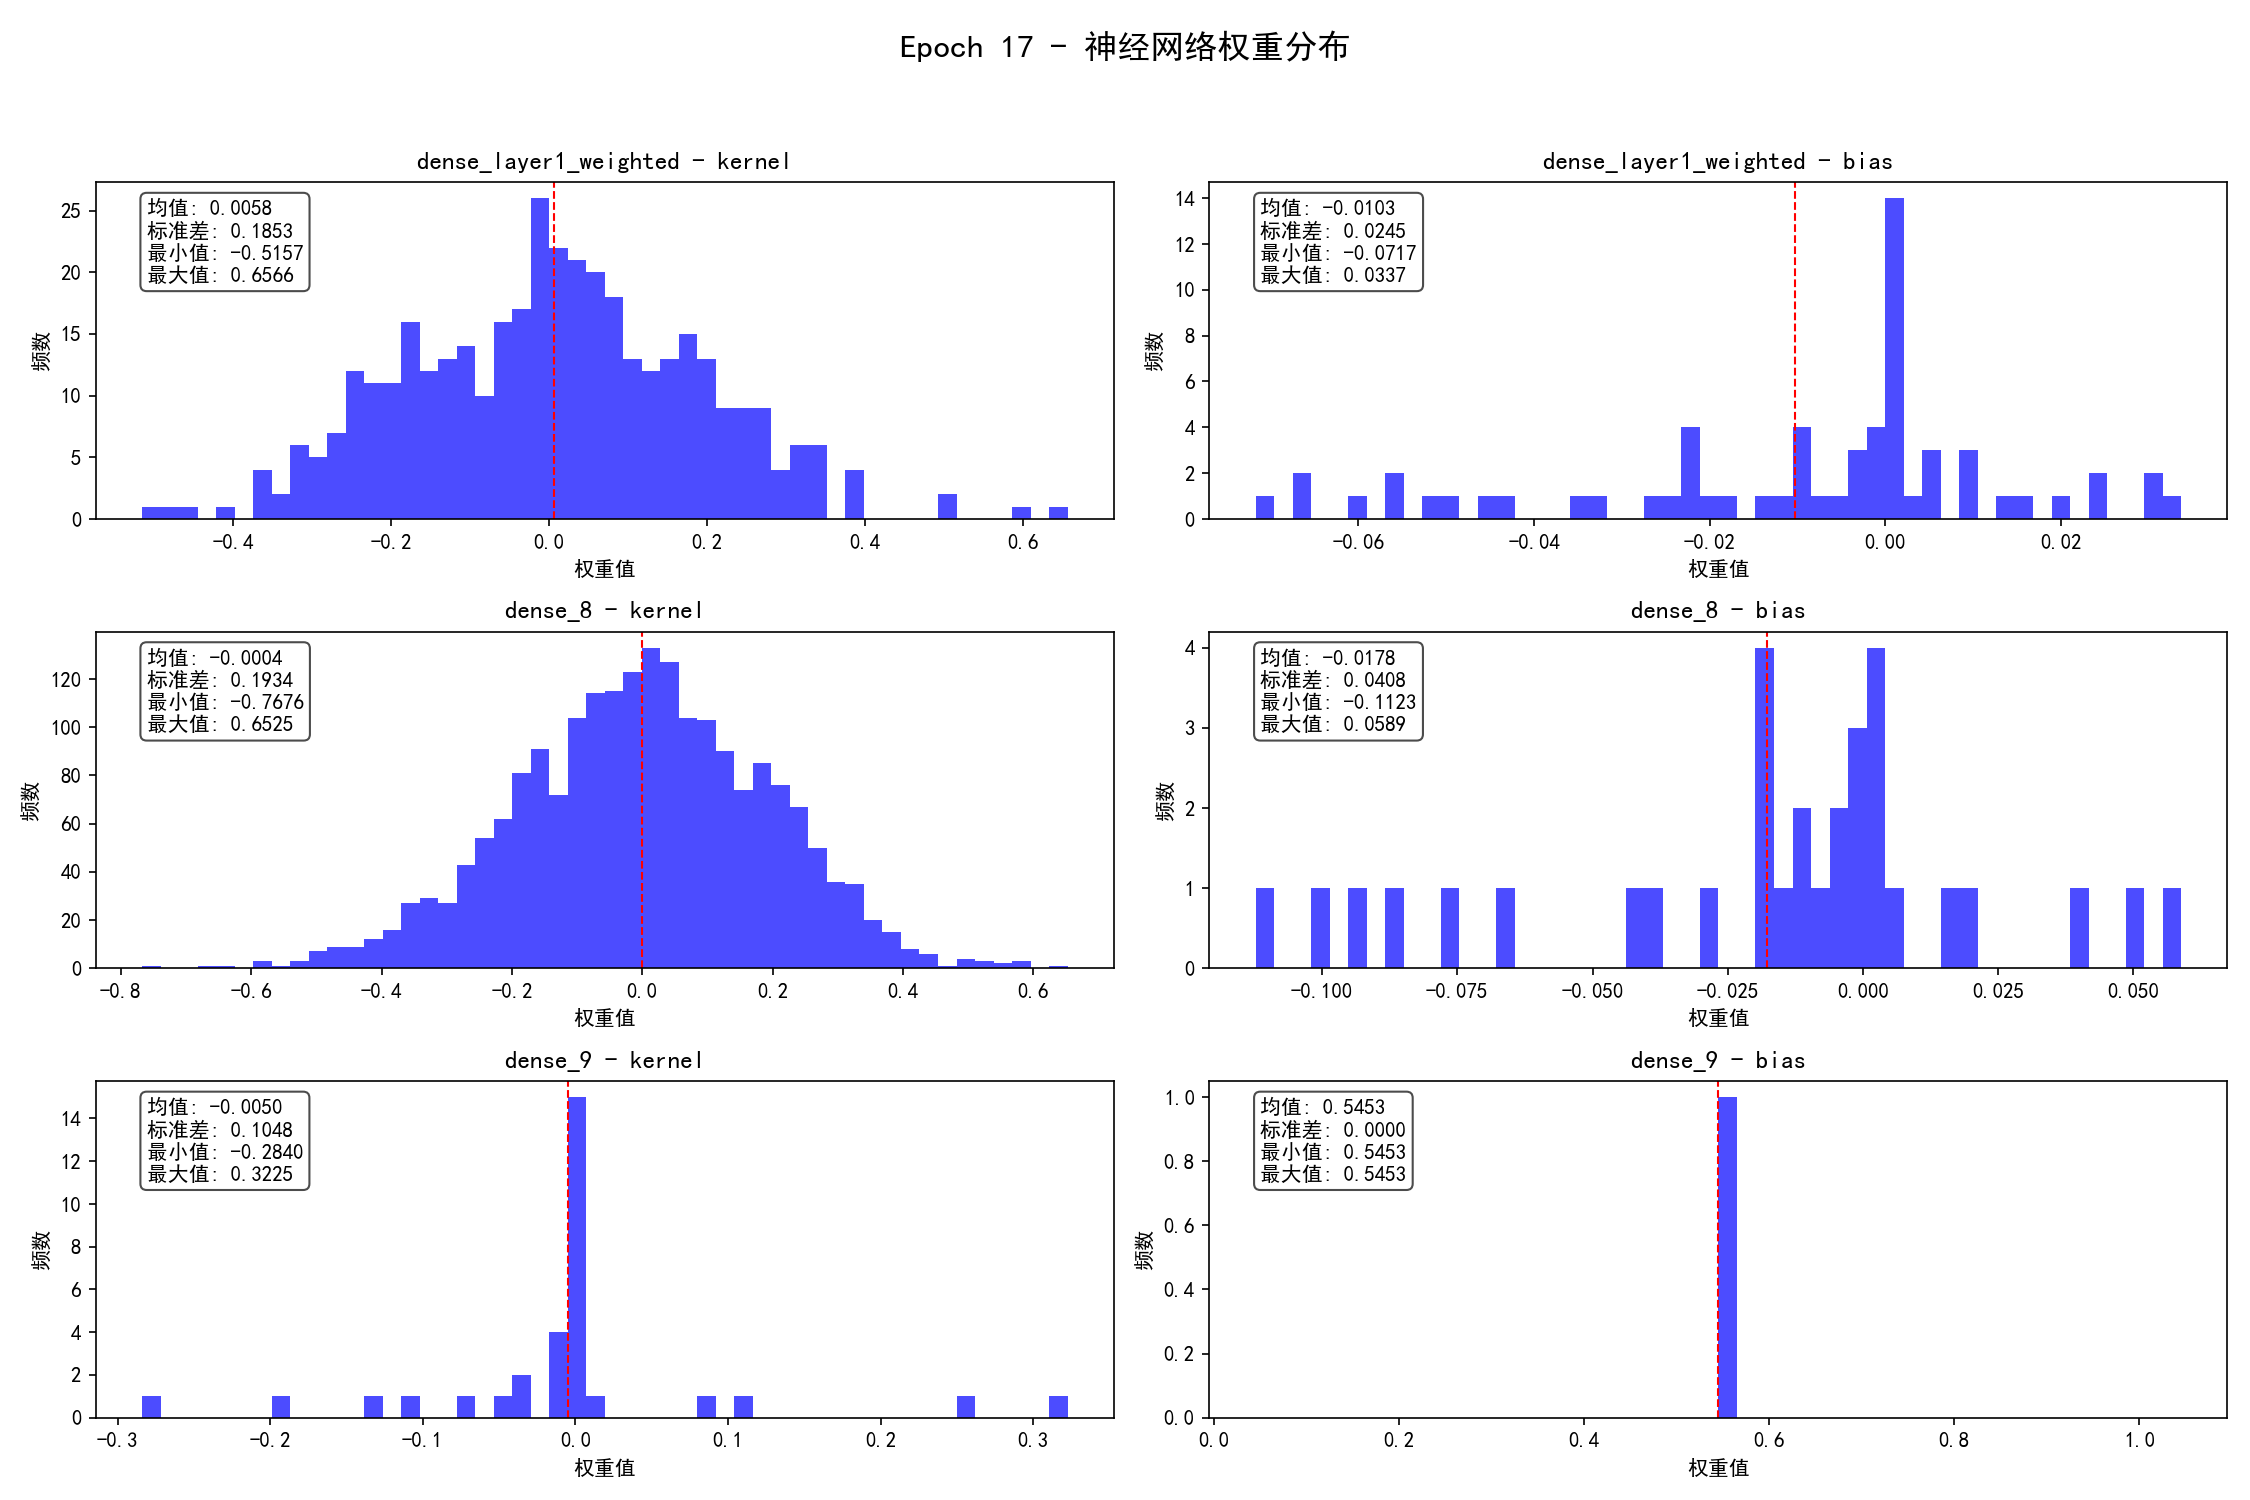 Epoch 17 - 神经网络权重分布
dense_layer1_weighted - kernel
均值: 0.0058
标准差: 0.1853
最小值: -0.5157
最大值: 0.6566
频数
25
20
15
10
5
0
-0.4 -0.2 0.0 0.2 0.4 0.6
权重值
dense_layer1_weighted - bias
均值: -0.0103
标准差: 0.0245
最小值: -0.0717
最大值: 0.0337
频数
14
12
10
8
6
4
2
0
-0.06 -0.04 -0.02 0.00 0.02
权重值
dense_8 - kernel
均值: -0.0004
标准差: 0.1934
最小值: -0.7676
最大值: 0.6525
频数
120
100
80
60
40
20
0
-0.8 -0.6 -0.4 -0.2 0.0 0.2 0.4 0.6
权重值
dense_8 - bias
均值: -0.0178
标准差: 0.0408
最小值: -0.1123
最大值: 0.0589
频数
4
3
2
1
0
-0.100 -0.075 -0.050 -0.025 0.000 0.025 0.050
权重值
dense_9 - kernel
均值: -0.0050
标准差: 0.1048
最小值: -0.2840
最大值: 0.3225
频数
14
12
10
8
6
4
2
0
-0.3 -0.2 -0.1 0.0 0.1 0.2 0.3
权重值
dense_9 - bias
均值: 0.5453
标准差: 0.0000
最小值: 0.5453
最大值: 0.5453
频数
1.0
0.8
0.6
0.4
0.2
0.0
0.0 0.2 0.4 0.6 0.8 1.0
权重值